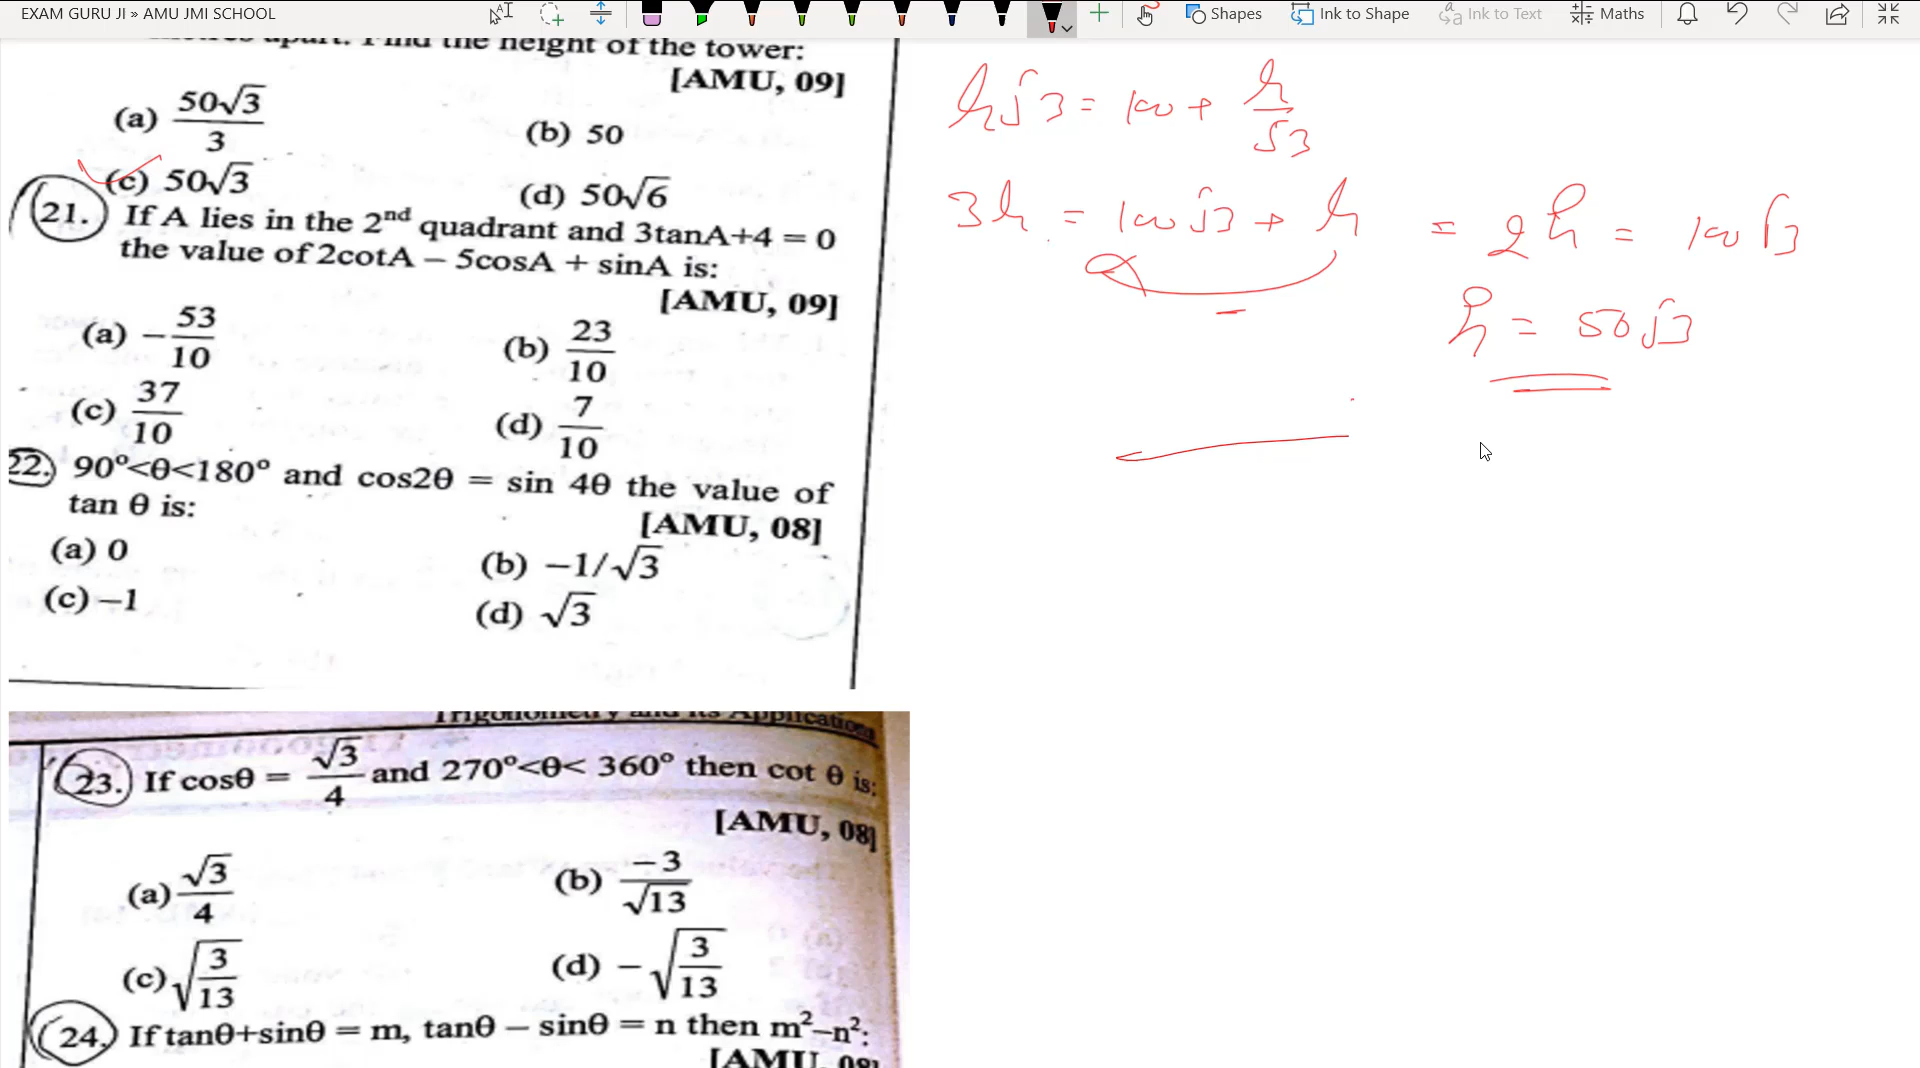 EXAM GURU JI » AMU JMI SCHOOL
Shapes Ink to Shape Ink to Text Maths
apart. Find the height of the tower:
[AMU, 09]
(a) 50√3/3 (b) 50
(c) 50√3 (d) 50√6
21. If A lies in the 2nd quadrant and 3tanA+4 = 0
the value of 2cotA – 5cosA + sinA is:
[AMU, 09]
(a) –53/10 (b) 23/10
(c) 37/10 (d) 7/10
22. 90°<θ<180° and cos2θ = sin 4θ the value of
tan θ is:
[AMU, 08]
(a) 0 (b) –1/√3
(c) –1 (d) √3
Trigonometry and its Applications
23. If cosθ = √3/4 and 270°<θ< 360° then cot θ is:
[AMU, 08]
(a) √3/4 (b) –3/√13
(c) √(3/13) (d) –√(3/13)
24. If tanθ+sinθ = m, tanθ – sinθ = n then m²–n²:
[AMU, 08]
h√3 = 100 + h/√3
3h = 100√3 + h = 2h = 100√3
h = 50√3